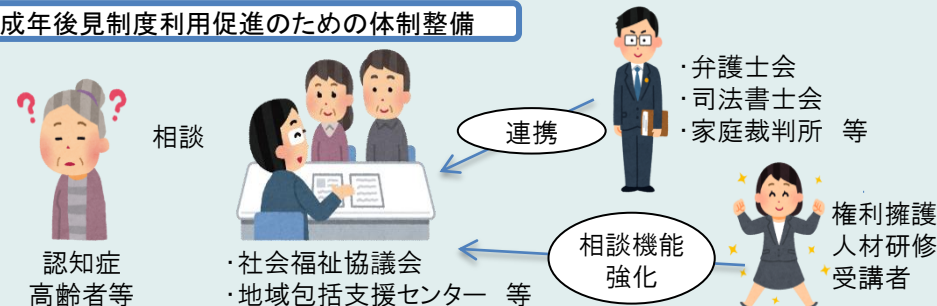 成年後見制度利用促進のための体制整備
・弁護士会
・司法書士会
・家庭裁判所 等
相談
連携
権利擁護
人材研修
受講者
相談機能
強化
認知症
高齢者等
・社会福祉協議会
・地域包括支援センター 等